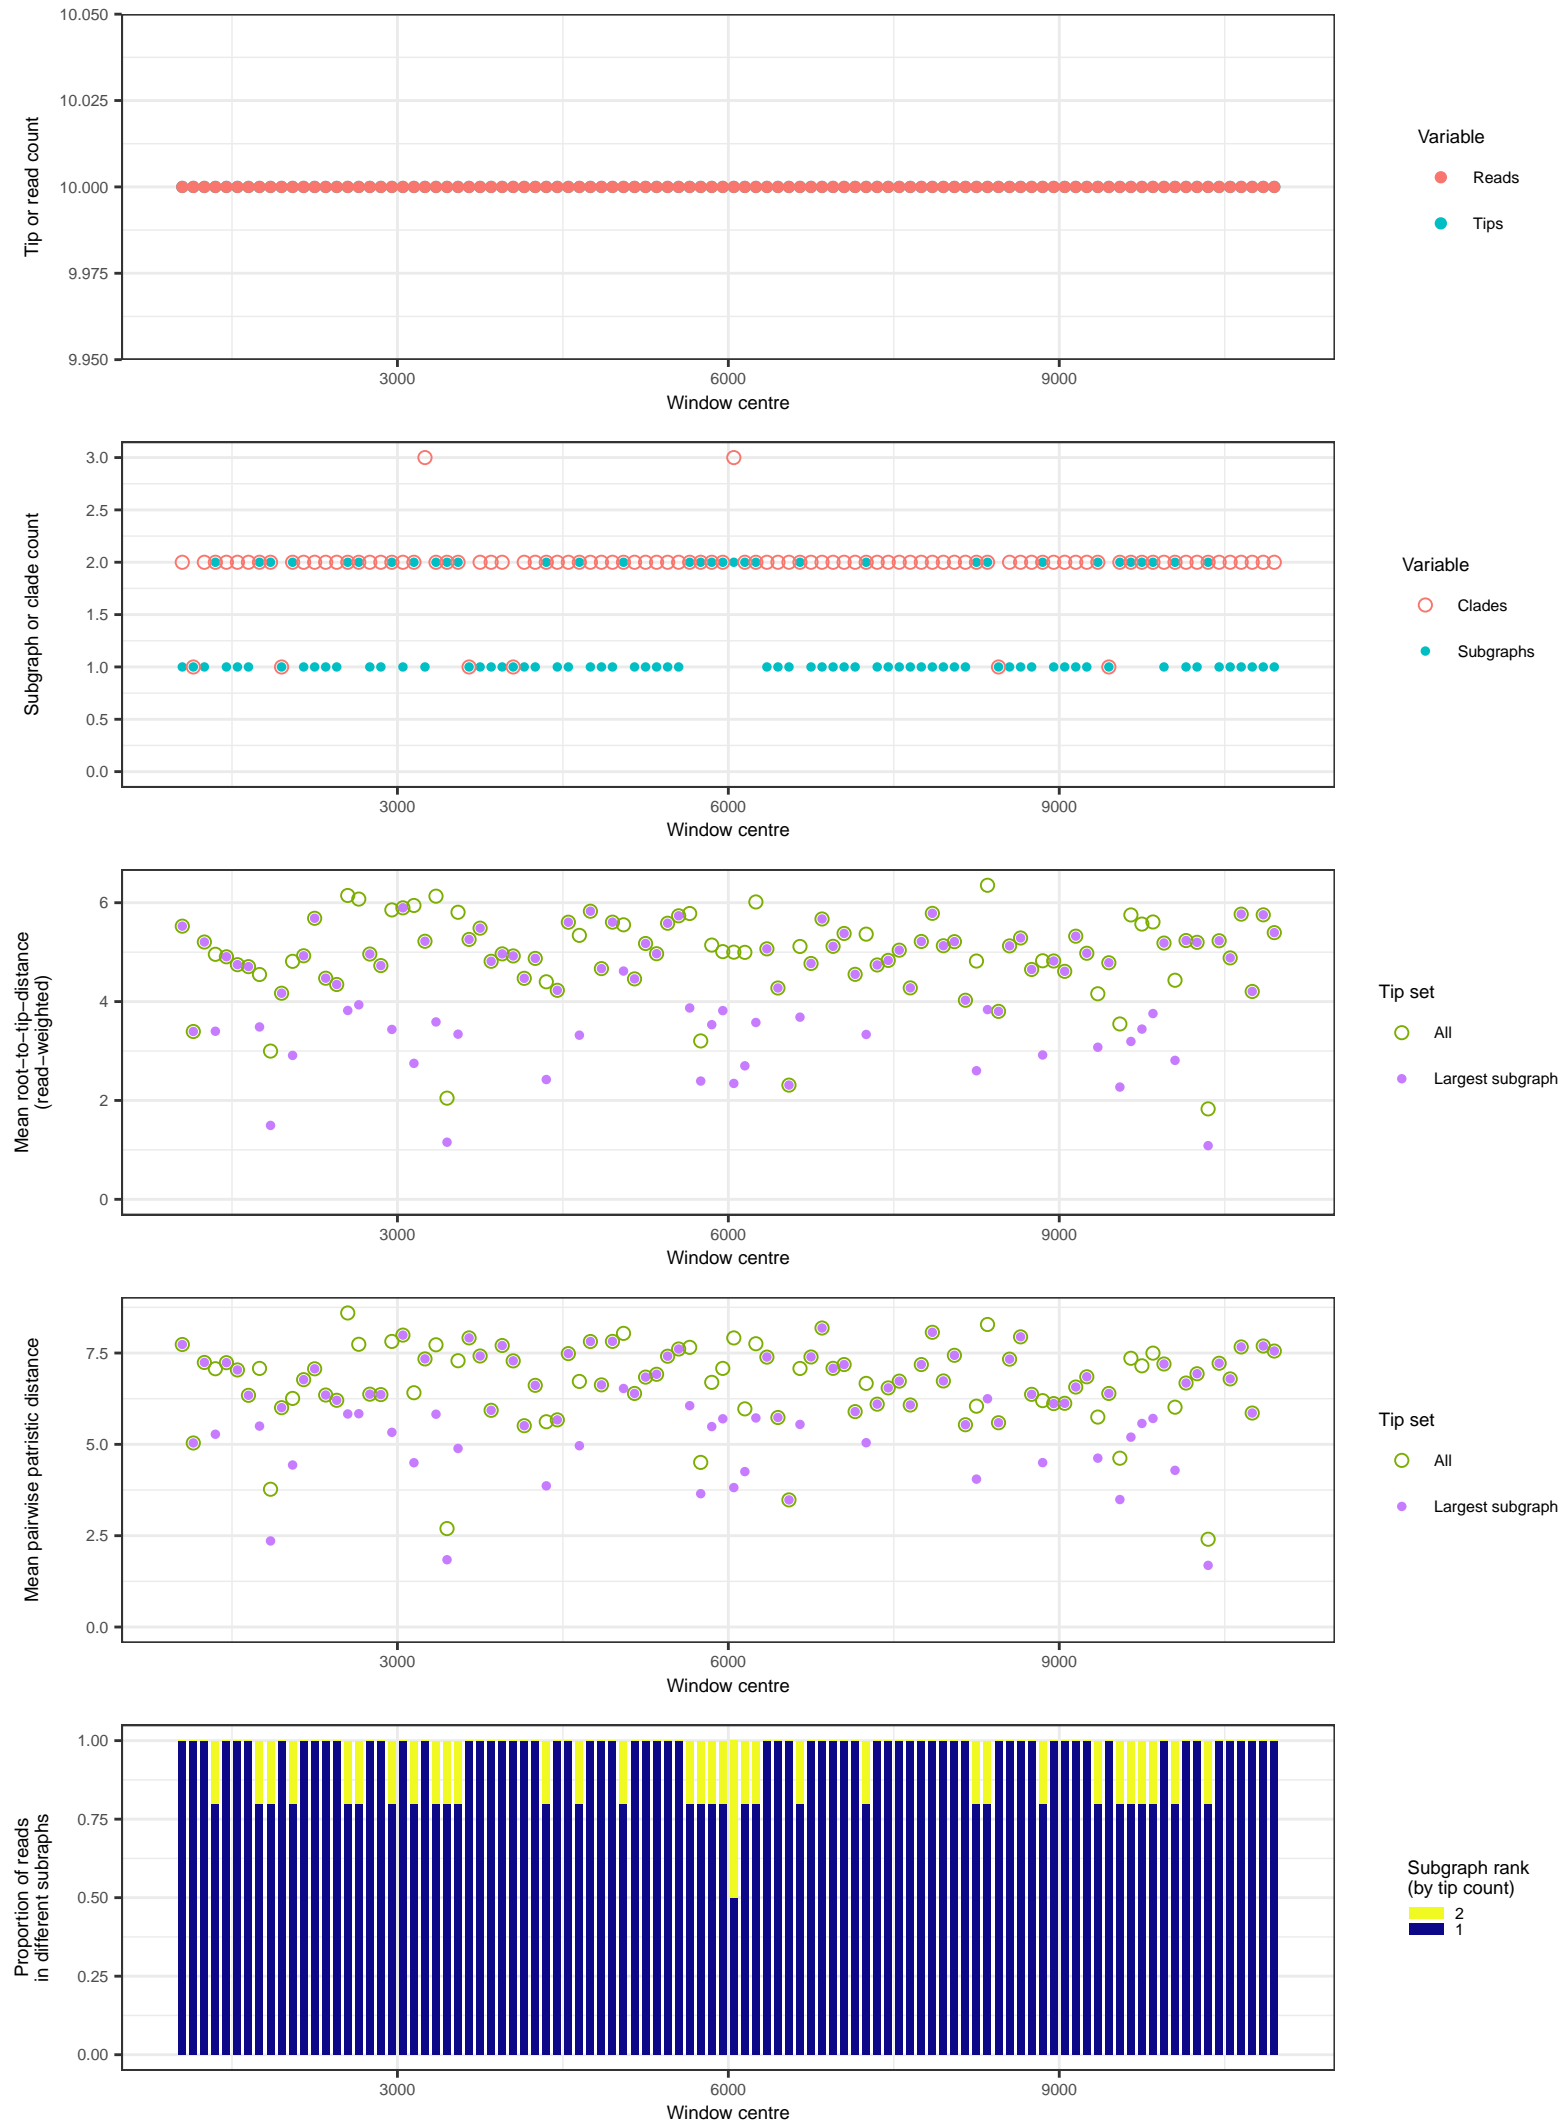 10.050
10.025
10.000
9.975
9.950
Tip or read count
3000
6000
9000
Window centre
Variable
Reads
Tips
3.0
2.5
2.0
1.5
1.0
0.5
0.0
Subgraph or clade count
3000
6000
9000
Window centre
Variable
Clades
Subgraphs
6
4
2
0
Mean root−to−tip−distance
(read−weighted)
3000
6000
9000
Window centre
Tip set
All
Largest subgraph
7.5
5.0
2.5
0.0
Mean pairwise patristic distance
3000
6000
9000
Window centre
Tip set
All
Largest subgraph
1.00
0.75
0.50
0.25
0.00
Proportion of reads
in different subraphs
3000
6000
9000
Window centre
Subgraph rank
(by tip count)
2
1